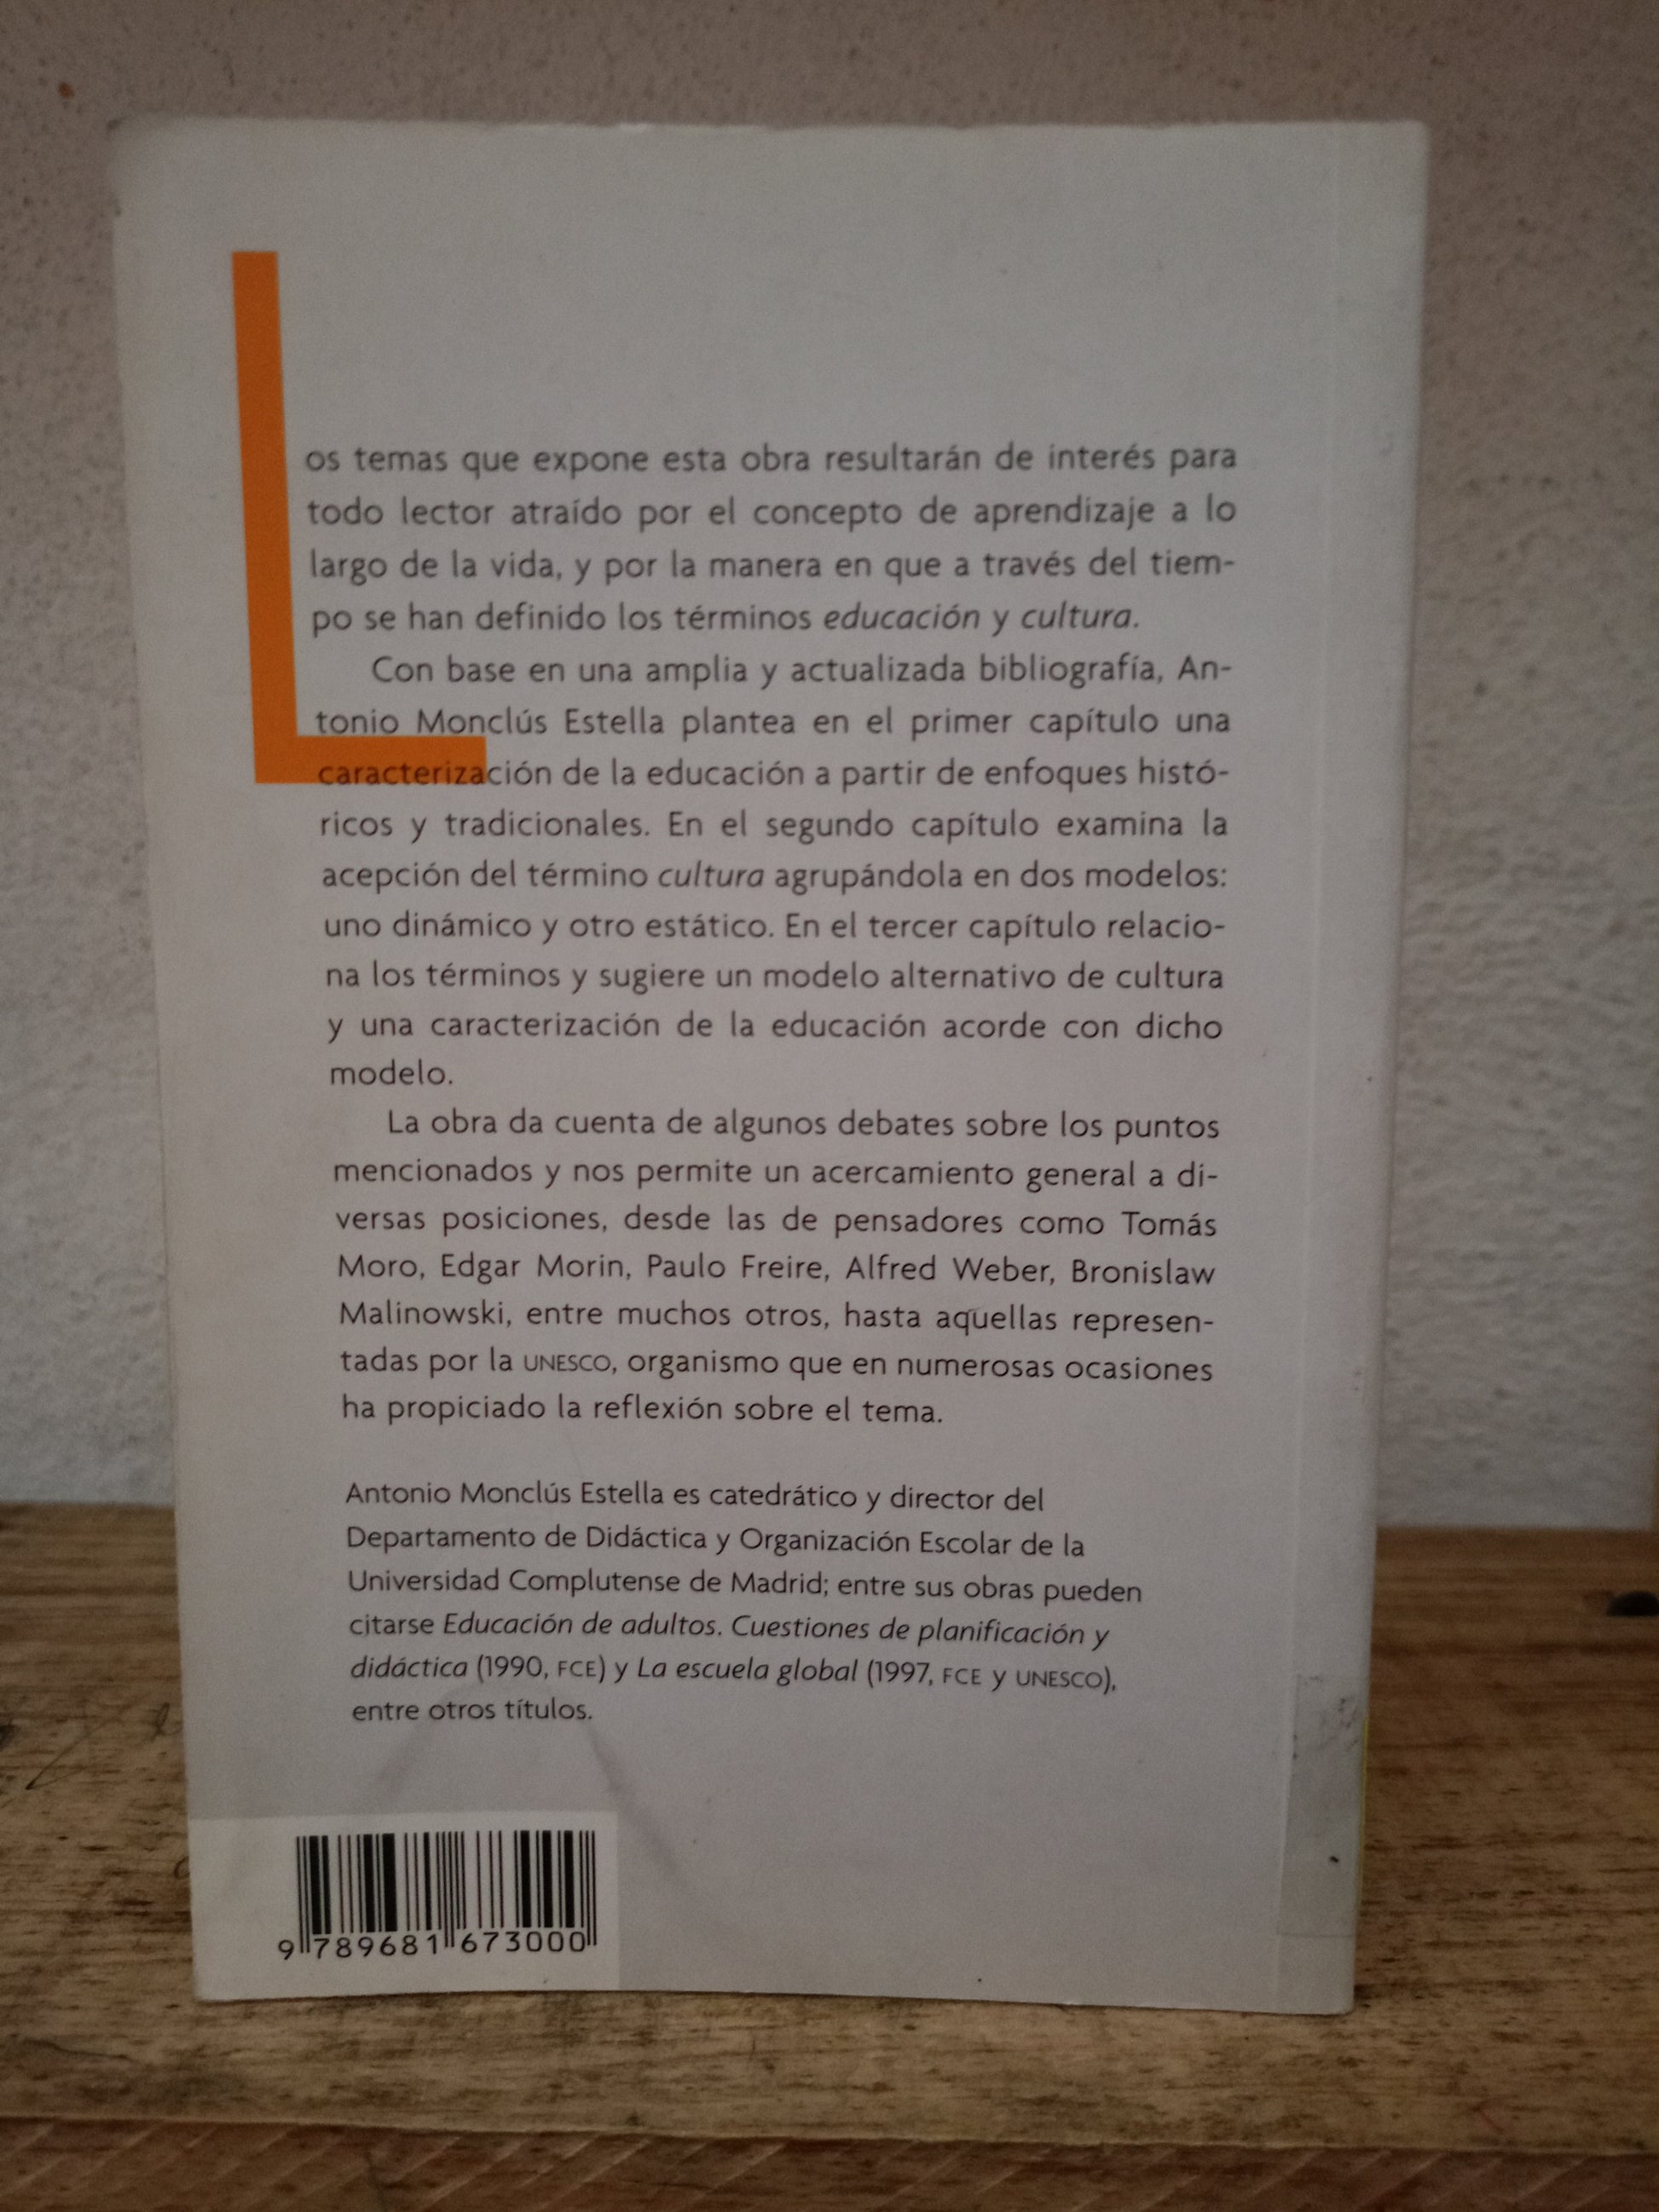 Los temas que expone esta obra resultarán de interés para
todo lector atraído por el concepto de aprendizaje a lo
largo de la vida, y por la manera en que a través del tiem-
po se han definido los términos educación y cultura.
Con base en una amplia y actualizada bibliografía, An-
tonio Monclús Estella plantea en el primer capítulo una
caracterización de la educación a partir de enfoques histó-
ricos y tradicionales. En el segundo capítulo examina la
acepción del término cultura agrupándola en dos modelos:
uno dinámico y otro estático. En el tercer capítulo relacio-
na los términos y sugiere un modelo alternativo de cultura
y una caracterización de la educación acorde con dicho
modelo.
La obra da cuenta de algunos debates sobre los puntos
mencionados y nos permite un acercamiento general a di-
versas posiciones, desde las de pensadores como Tomás
Moro, Edgar Morin, Paulo Freire, Alfred Weber, Bronislaw
Malinowski, entre muchos otros, hasta aquellas represen-
tadas por la UNESCO, organismo que en numerosas ocasiones
ha propiciado la reflexión sobre el tema.
Antonio Monclús Estella es catedrático y director del
Departamento de Didáctica y Organización Escolar de la
Universidad Complutense de Madrid; entre sus obras pueden
citarse Educación de adultos. Cuestiones de planificación y
didáctica (1990, FCE) y La escuela global (1997, FCE y UNESCO),
entre otros títulos.
9 789681 673000